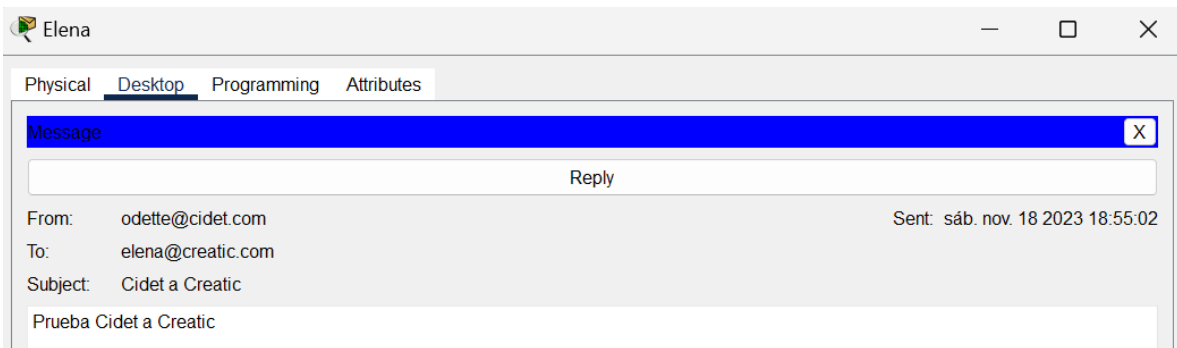 Elena
Physical Desktop Programming Attributes
Message X
Reply
From: odette@cidet.com Sent: sáb. nov. 18 2023 18:55:02
To: elena@creatic.com
Subject: Cidet a Creatic
Prueba Cidet a Creatic